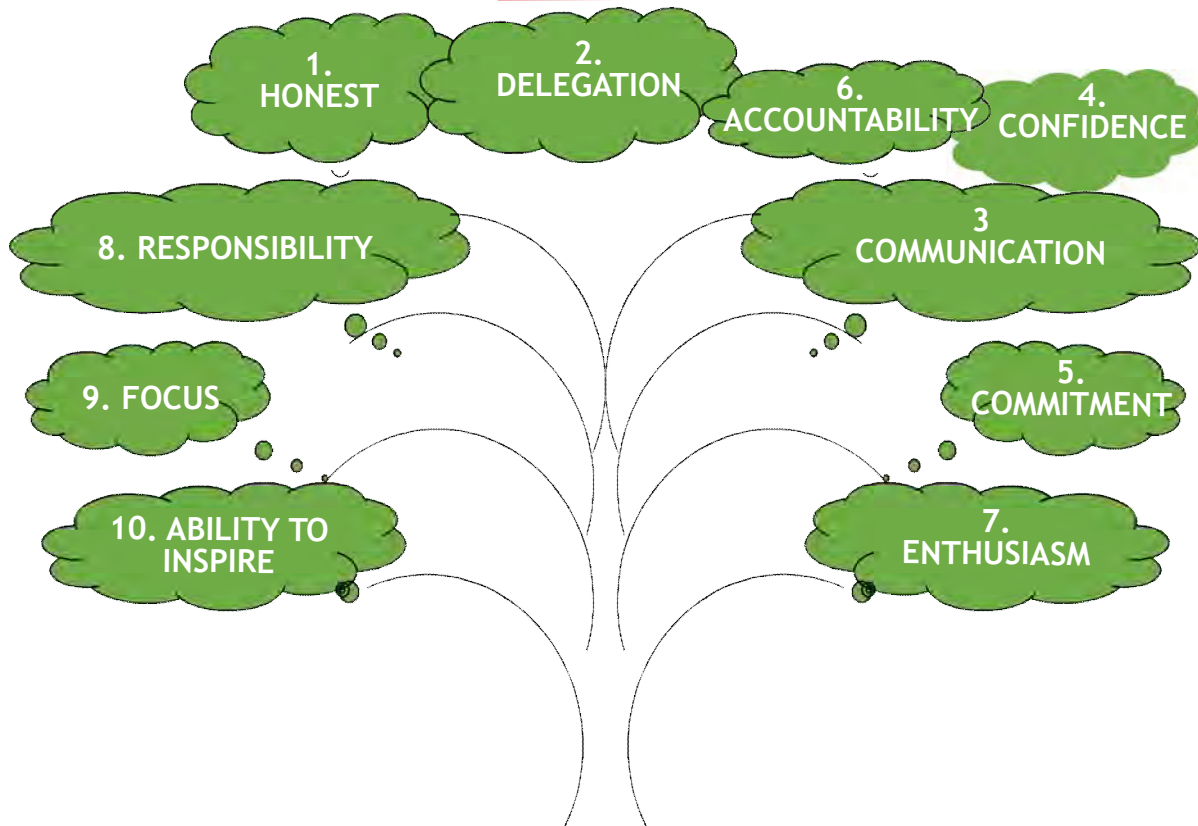 1.
HONEST
2.
DELEGATION
6.
ACCOUNTABILITY
4.
CONFIDENCE
8. RESPONSIBILITY
3
COMMUNICATION
9. FOCUS
5.
COMMITMENT
10. ABILITY TO
INSPIRE
7.
ENTHUSIASM